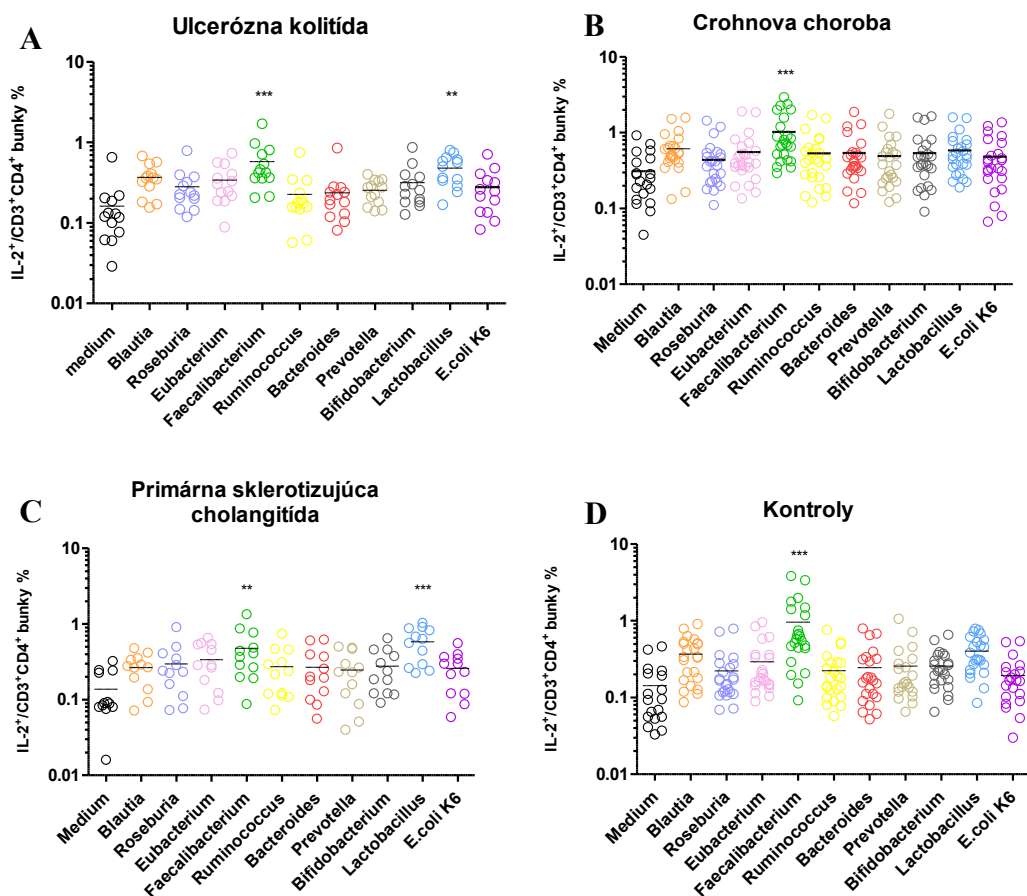 A
Ulcerózna kolitída
IL-2⁺/CD3⁺CD4⁺ bunky %
10
1
0.1
0.01
***
**
medium
Blautia
Roseburia
Eubacterium
Faecalibacterium
Ruminococcus
Bacteroides
Prevotella
Bifidobacterium
Lactobacillus
E.coli K6
B
Crohnova choroba
IL-2⁺/CD3⁺CD4⁺ bunky %
10
1
0.1
0.01
***
Medium
Blautia
Roseburia
Eubacterium
Faecalibacterium
Ruminococcus
Bacteroides
Prevotella
Bifidobacterium
Lactobacillus
E.coli K6
C
Primárna sklerotizujúca
cholangitída
IL-2⁺/CD3⁺CD4⁺ bunky %
10
1
0.1
0.01
**
***
Medium
Blautia
Roseburia
Eubacterium
Faecalibacterium
Ruminococcus
Bacteroides
Prevotella
Bifidobacterium
Lactobacillus
E.coli K6
D
Kontroly
IL-2⁺/CD3⁺CD4⁺ bunky %
10
1
0.1
0.01
***
Medium
Blautia
Roseburia
Eubacterium
Faecalibacterium
Ruminococcus
Bacteroides
Prevotella
Bifidobacterium
Lactobacillus
E.coli K6